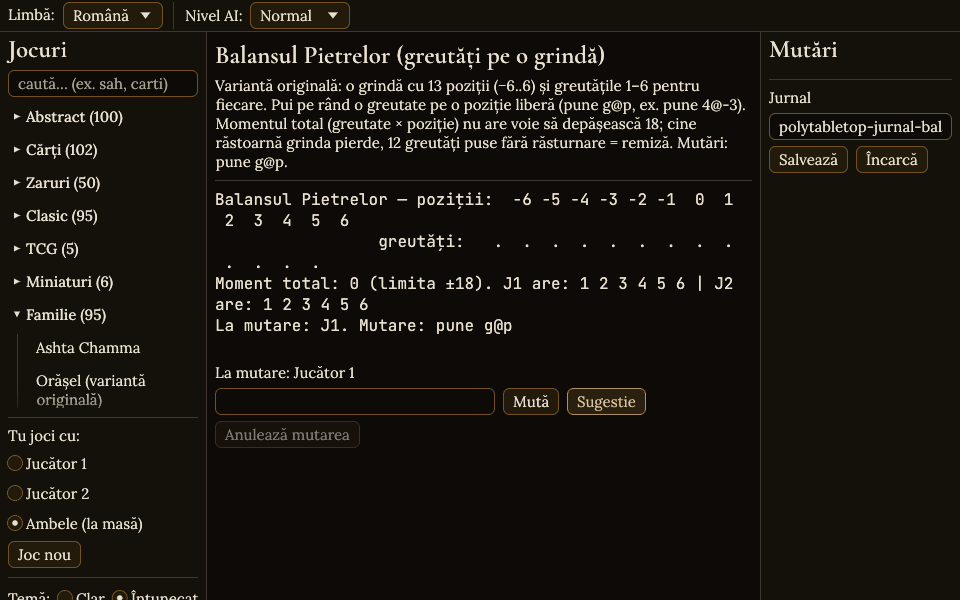 Limbă: Română ▼ Nivel AI: Normal ▼
Jocuri
caută... (ex. sah, carti)
▸ Abstract (100)
▸ Cărți (102)
▸ Zaruri (50)
▸ Clasic (95)
▸ TCG (5)
▸ Miniaturi (6)
▾ Familie (95)
Ashta Chamma
Orășel (variantă
originală)
Tu joci cu:
Jucător 1
Jucător 2
Ambele (la masă)
Joc nou
Temă: Clar Întunecat
Balansul Pietrelor (greutăți pe o grindă)
Variantă originală: o grindă cu 13 poziții (−6..6) și greutățile 1–6 pentru
fiecare. Pui pe rând o greutate pe o poziție liberă (pune g@p, ex. pune 4@-3).
Momentul total (greutate × poziție) nu are voie să depășească 18; cine
răstoarnă grinda pierde, 12 greutăți puse fără răsturnare = remiză. Mutări:
pune g@p.
Balansul Pietrelor — poziții: -6 -5 -4 -3 -2 -1 0 1
2 3 4 5 6
greutăți: . . . . . . . . .
. . . .
Moment total: 0 (limita ±18). J1 are: 1 2 3 4 5 6 | J2
are: 1 2 3 4 5 6
La mutare: J1. Mutare: pune g@p
La mutare: Jucător 1
Mută Sugestie
Anulează mutarea
Mutări
Jurnal
polytabletop-jurnal-bal
Salvează Încarcă